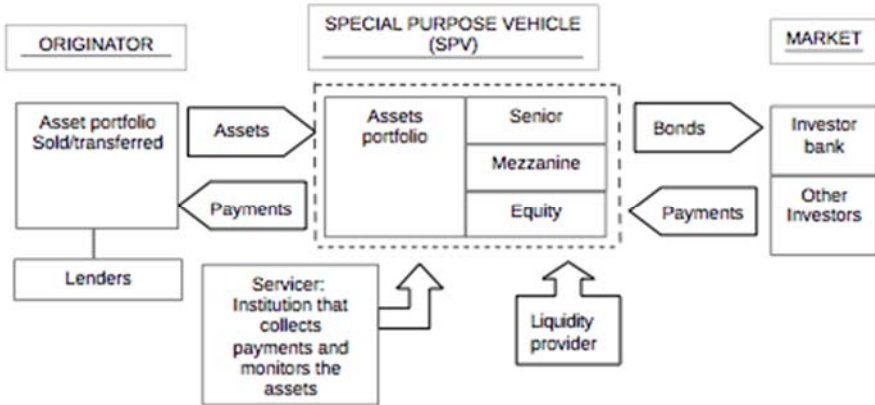 ORIGINATOR
SPECIAL PURPOSE VEHICLE
(SPV)
MARKET
Asset portfolio
Sold/transferred
Assets
Payments
Lenders
Assets
portfolio
Senior
Mezzanine
Equity
Bonds
Payments
Investor
bank
Other
Investors
Servicer:
Institution that
collects
payments and
monitors the
assets
Liquidity
provider